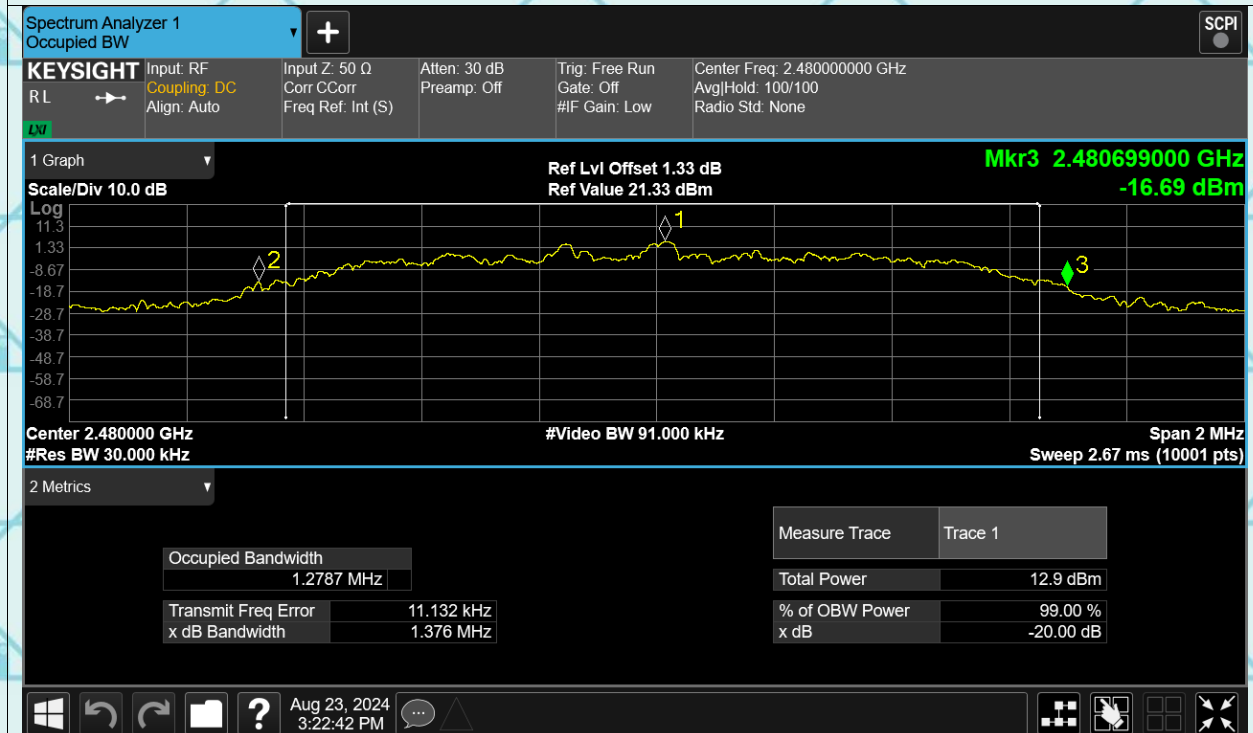 Spectrum Analyzer 1
Occupied BW
+
SCPI
KEYSIGHT
RL
LXI
Input: RF
Coupling: DC
Align: Auto
Input Z: 50 Ω
Corr CCorr
Freq Ref: Int (S)
Atten: 30 dB
Preamp: Off
Trig: Free Run
Gate: Off
#IF Gain: Low
Center Freq: 2.480000000 GHz
Avg|Hold: 100/100
Radio Std: None
1 Graph
Scale/Div 10.0 dB
Ref Lvl Offset 1.33 dB
Ref Value 21.33 dBm
Mkr3 2.480699000 GHz
-16.69 dBm
Log
11.3
1.33
-8.67
-18.7
-28.7
-38.7
-48.7
-58.7
-68.7
2
1
3
Center 2.480000 GHz
#Video BW 91.000 kHz
Span 2 MHz
#Res BW 30.000 kHz
Sweep 2.67 ms (10001 pts)
2 Metrics
Occupied Bandwidth
1.2787 MHz
Transmit Freq Error 11.132 kHz
x dB Bandwidth 1.376 MHz
Measure Trace Trace 1
Total Power 12.9 dBm
% of OBW Power 99.00 %
x dB -20.00 dB
?
Aug 23, 2024
3:22:42 PM